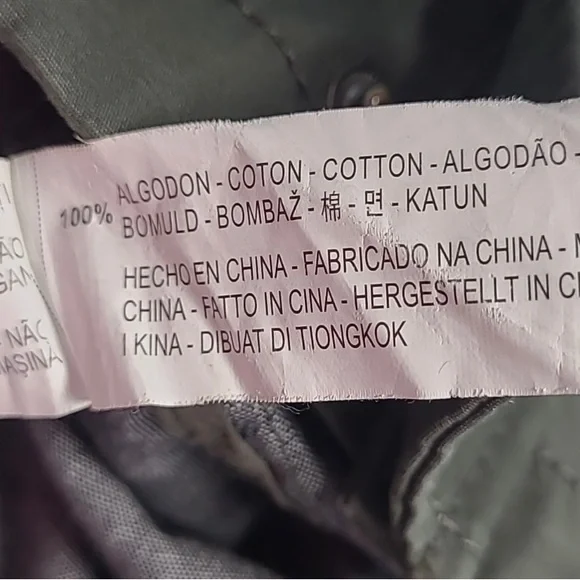 100% ALGODON - COTON - COTTON - ALGODÃO -
BOMULD - BOMBAŽ - 棉 - 면 - KATUN
HECHO EN CHINA - FABRICADO NA CHINA -
CHINA - FATTO IN CINA - HERGESTELLT IN
I KINA - DIBUAT DI TIONGKOK
NÃO